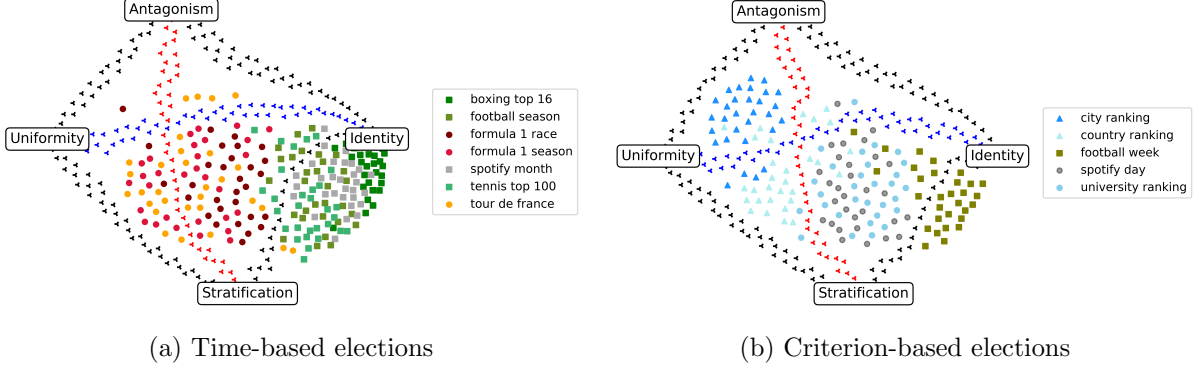 Antagonism
Uniformity
Identity
Stratification
boxing top 16
football season
formula 1 race
formula 1 season
spotify month
tennis top 100
tour de france
(a) Time-based elections
Antagonism
Uniformity
Identity
Stratification
city ranking
country ranking
football week
spotify day
university ranking
(b) Criterion-based elections